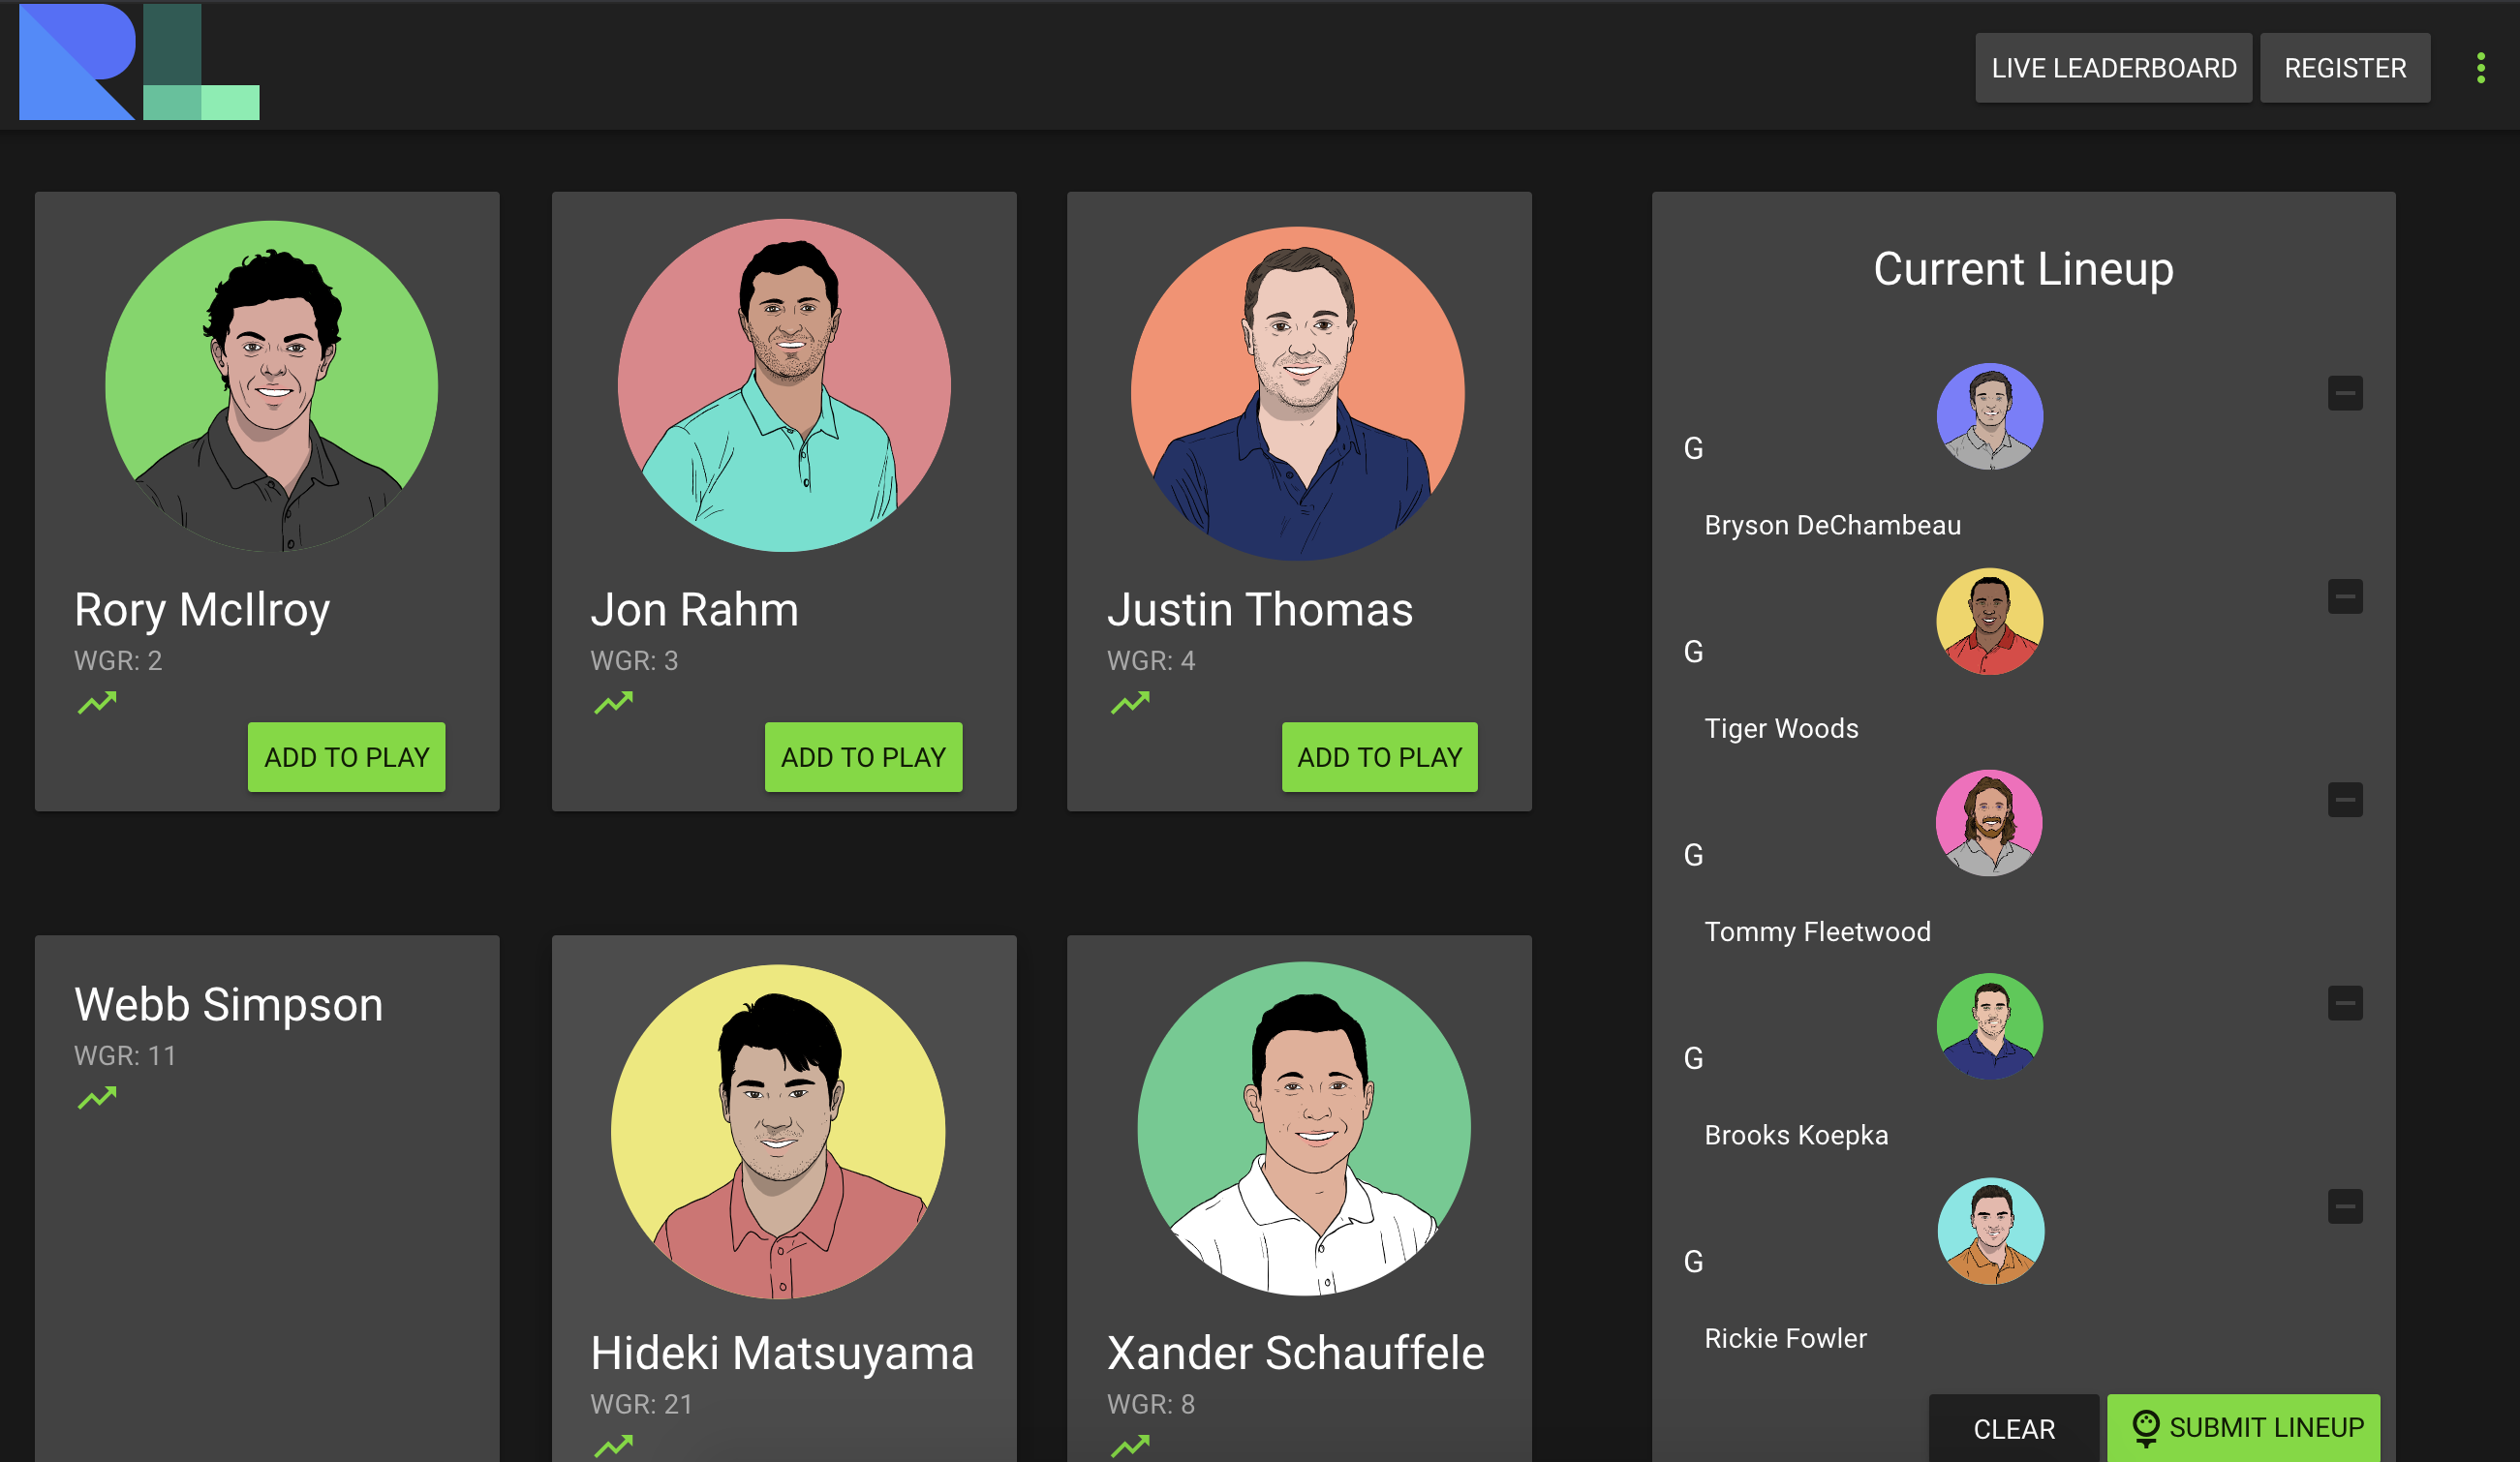 RL
LIVE LEADERBOARD
REGISTER
Rory McIlroy
WGR: 2
ADD TO PLAY
Jon Rahm
WGR: 3
ADD TO PLAY
Justin Thomas
WGR: 4
ADD TO PLAY
Webb Simpson
WGR: 11
Hideki Matsuyama
WGR: 21
Xander Schauffele
WGR: 8
Current Lineup
G
Bryson DeChambeau
G
Tiger Woods
G
Tommy Fleetwood
G
Brooks Koepka
G
Rickie Fowler
CLEAR
SUBMIT LINEUP